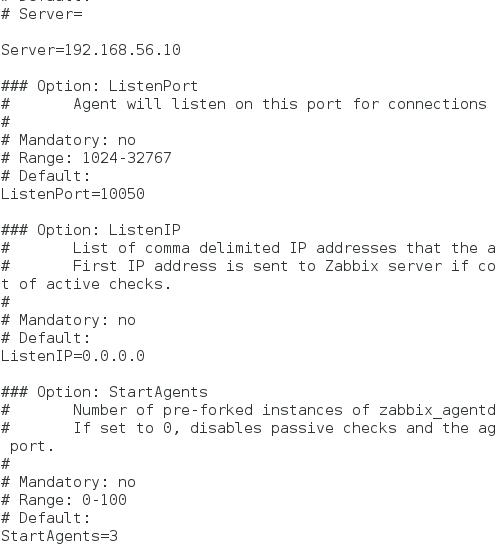 # Server=

Server=192.168.56.10

### Option: ListenPort
#       Agent will listen on this port for connections
#
# Mandatory: no
# Range: 1024-32767
# Default:
ListenPort=10050

### Option: ListenIP
#       List of comma delimited IP addresses that the a
#       First IP address is sent to Zabbix server if co
t of active checks.
#
# Mandatory: no
# Default:
ListenIP=0.0.0.0

### Option: StartAgents
#       Number of pre-forked instances of zabbix_agentd
#       If set to 0, disables passive checks and the ag
 port.
#
# Mandatory: no
# Range: 0-100
# Default:
StartAgents=3